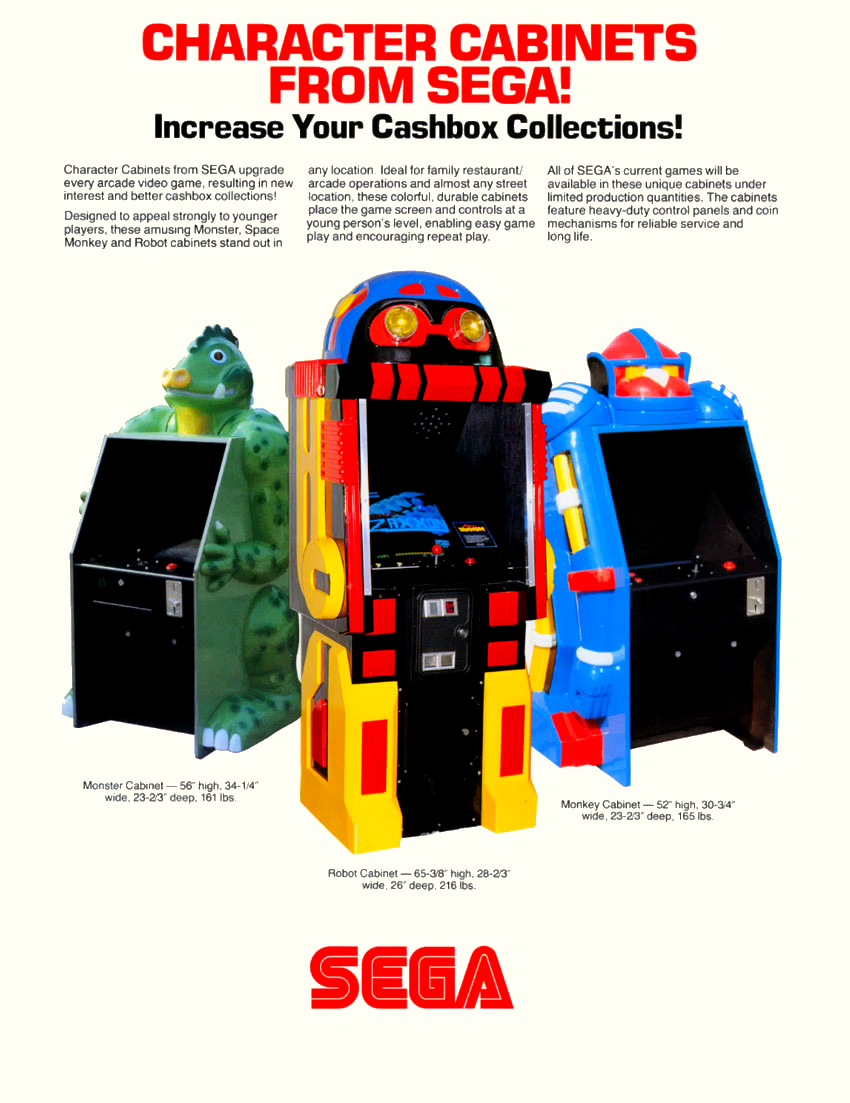 CHARACTER CABINETS
FROM SEGA!
Increase Your Cashbox Collections!
Character Cabinets from SEGA upgrade
every arcade video game, resulting in new
interest and better cashbox collections!
Designed to appeal strongly to younger
players, these amusing Monster, Space
Monkey and Robot cabinets stand out in
any location. Ideal for family restaurant/
arcade operations and almost any street
location, these colorful, durable cabinets
place the game screen and controls at a
young person's level, enabling easy game
play and encouraging repeat play.
All of SEGA's current games will be
available in these unique cabinets under
limited production quantities. The cabinets
feature heavy-duty control panels and coin
mechanisms for reliable service and
long life.
ZAXXON
Monster Cabinet — 56" high, 34-1/4"
wide, 23-2/3" deep, 161 lbs.
Monkey Cabinet — 52" high, 30-3/4"
wide, 23-2/3" deep, 165 lbs.
Robot Cabinet — 65-3/8" high, 28-2/3"
wide, 26" deep, 216 lbs.
SEGA